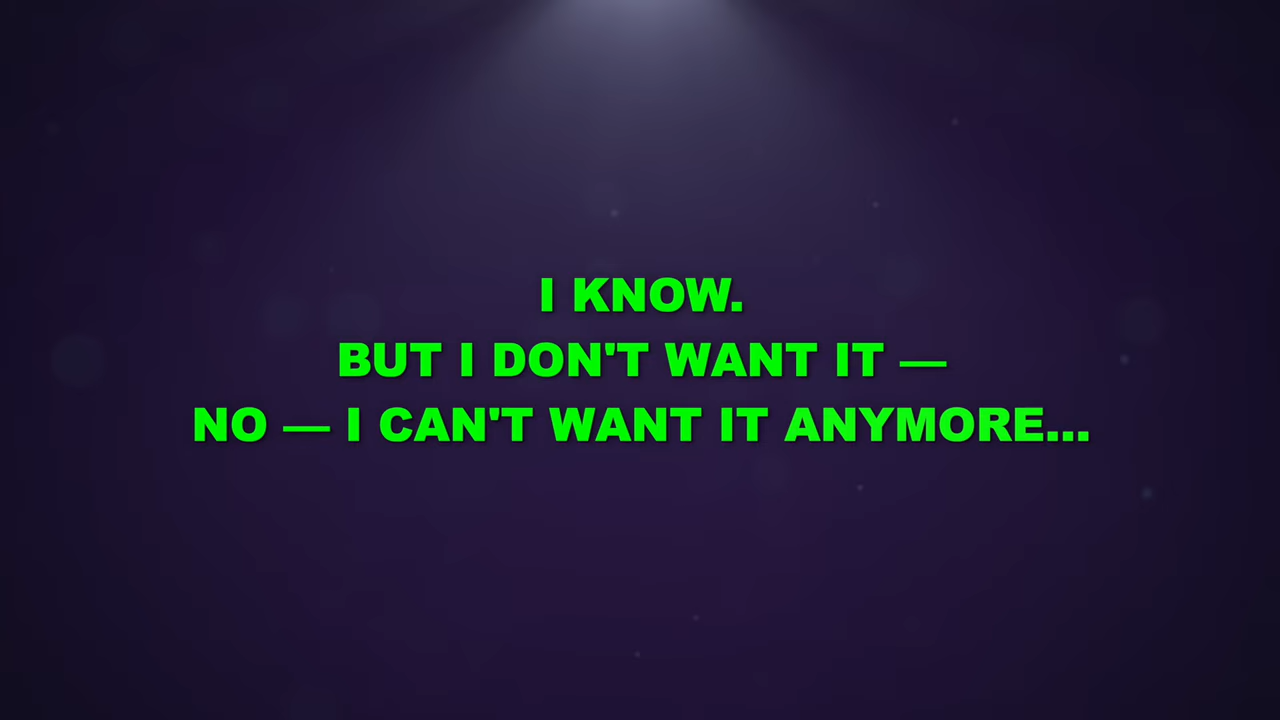 I KNOW.
BUT I DON'T WANT IT —
NO — I CAN'T WANT IT ANYMORE...